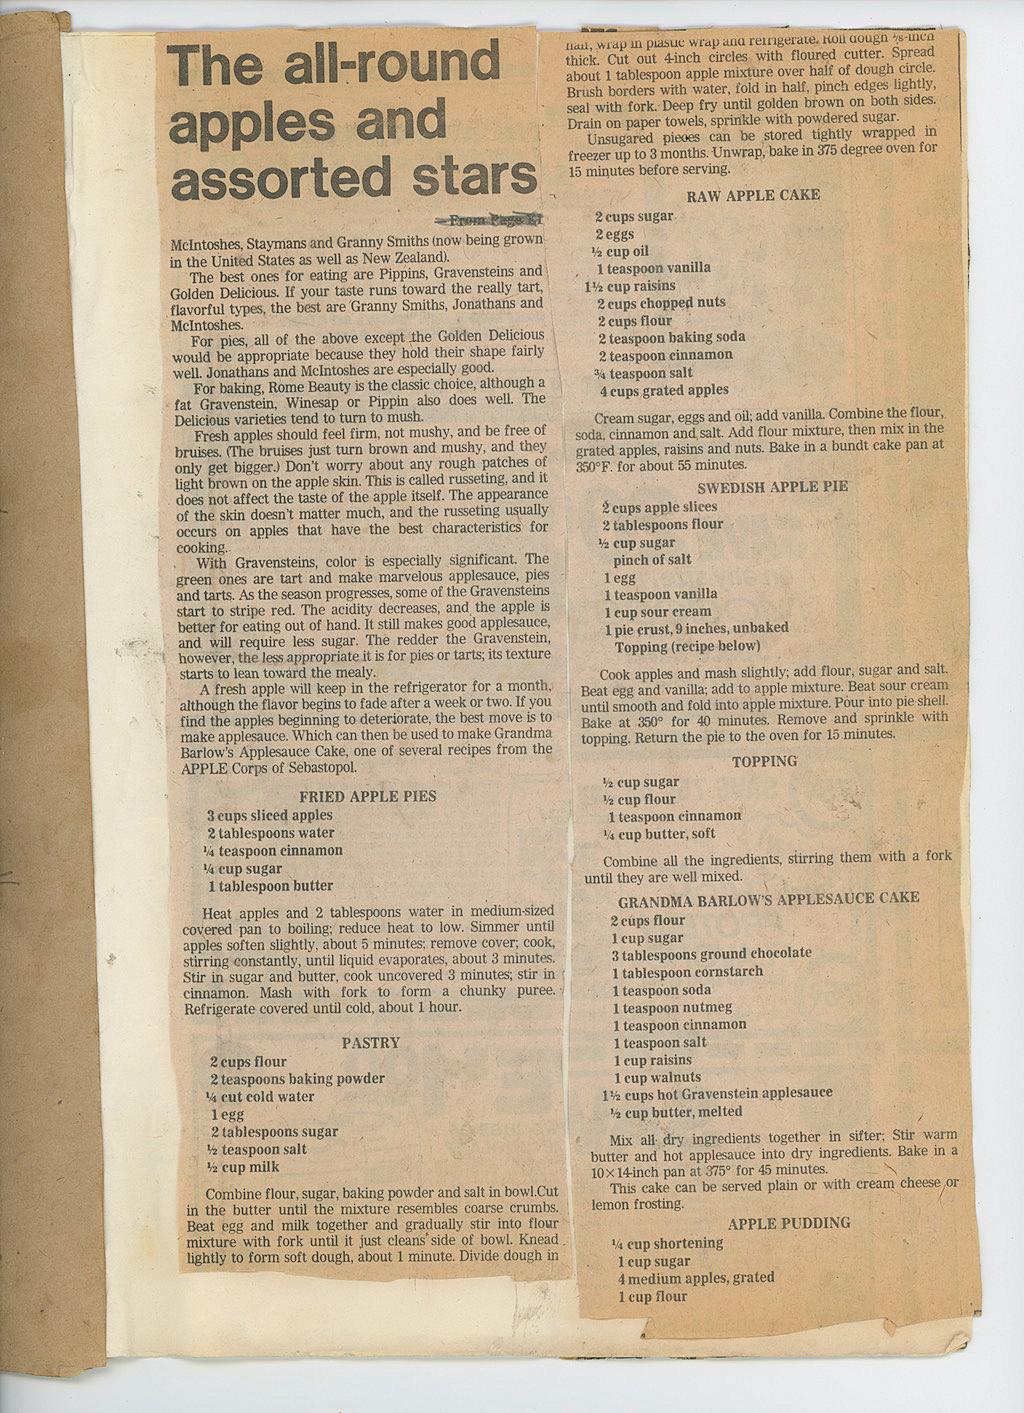 The all-round
apples and
assorted stars
From Page E1
McIntoshes, Staymans and Granny Smiths (now being grown
in the United States as well as New Zealand).
The best ones for eating are Pippins, Gravensteins and
Golden Delicious. If your taste runs toward the really tart,
flavorful types, the best are Granny Smiths, Jonathans and
McIntoshes.
For pies, all of the above except the Golden Delicious
would be appropriate because they hold their shape fairly
well. Jonathans and McIntoshes are especially good.
For baking, Rome Beauty is the classic choice, although a
fat Gravenstein, Winesap or Pippin also does well. The
Delicious varieties tend to turn to mush.
Fresh apples should feel firm, not mushy, and be free of
bruises. (The bruises just turn brown and mushy, and they
only get bigger.) Don't worry about any rough patches of
light brown on the apple skin. This is called russeting, and it
does not affect the taste of the apple itself. The appearance
of the skin doesn't matter much, and the russeting usually
occurs on apples that have the best characteristics for
cooking.
With Gravensteins, color is especially significant. The
green ones are tart and make marvelous applesauce, pies
and tarts. As the season progresses, some of the Gravensteins
start to stripe red. The acidity decreases, and the apple is
better for eating out of hand. It still makes good applesauce,
and will require less sugar. The redder the Gravenstein,
however, the less appropriate it is for pies or tarts; its texture
starts to lean toward the mealy.
A fresh apple will keep in the refrigerator for a month,
although the flavor begins to fade after a week or two. If you
find the apples beginning to deteriorate, the best move is to
make applesauce. Which can then be used to make Grandma
Barlow's Applesauce Cake, one of several recipes from the
APPLE Corps of Sebastopol.
FRIED APPLE PIES
3 cups sliced apples
2 tablespoons water
¼ teaspoon cinnamon
¼ cup sugar
1 tablespoon butter
Heat apples and 2 tablespoons water in medium-sized
covered pan to boiling; reduce heat to low. Simmer until
apples soften slightly, about 5 minutes; remove cover; cook,
stirring constantly, until liquid evaporates, about 3 minutes.
Stir in sugar and butter, cook uncovered 3 minutes; stir in
cinnamon. Mash with fork to form a chunky puree.
Refrigerate covered until cold, about 1 hour.
PASTRY
2 cups flour
2 teaspoons baking powder
¼ cut cold water
1 egg
2 tablespoons sugar
½ teaspoon salt
½ cup milk
Combine flour, sugar, baking powder and salt in bowl.Cut
in the butter until the mixture resembles coarse crumbs.
Beat egg and milk together and gradually stir into flour
mixture with fork until it just cleans side of bowl. Knead
lightly to form soft dough, about 1 minute. Divide dough in
half, wrap in plastic wrap and refrigerate. Roll dough ⅛-inch
thick. Cut out 4-inch circles with floured cutter. Spread
about 1 tablespoon apple mixture over half of dough circle.
Brush borders with water, fold in half, pinch edges lightly,
seal with fork. Deep fry until golden brown on both sides.
Drain on paper towels, sprinkle with powdered sugar.
Unsugared pieces can be stored tightly wrapped in
freezer up to 3 months. Unwrap, bake in 375 degree oven for
15 minutes before serving.
RAW APPLE CAKE
2 cups sugar
2 eggs
½ cup oil
1 teaspoon vanilla
1½ cup raisins
2 cups chopped nuts
2 cups flour
2 teaspoon baking soda
2 teaspoon cinnamon
¾ teaspoon salt
4 cups grated apples
Cream sugar, eggs and oil; add vanilla. Combine the flour,
soda, cinnamon and salt. Add flour mixture, then mix in the
grated apples, raisins and nuts. Bake in a bundt cake pan at
350°F. for about 55 minutes.
SWEDISH APPLE PIE
2 cups apple slices
2 tablespoons flour
½ cup sugar
pinch of salt
1 egg
1 teaspoon vanilla
1 cup sour cream
1 pie crust, 9 inches, unbaked
Topping (recipe below)
Cook apples and mash slightly; add flour, sugar and salt.
Beat egg and vanilla; add to apple mixture. Beat sour cream
until smooth and fold into apple mixture. Pour into pie shell.
Bake at 350° for 40 minutes. Remove and sprinkle with
topping. Return the pie to the oven for 15 minutes.
TOPPING
½ cup sugar
½ cup flour
1 teaspoon cinnamon
¼ cup butter, soft
Combine all the ingredients, stirring them with a fork
until they are well mixed.
GRANDMA BARLOW'S APPLESAUCE CAKE
2 cups flour
1 cup sugar
3 tablespoons ground chocolate
1 tablespoon cornstarch
1 teaspoon soda
1 teaspoon nutmeg
1 teaspoon cinnamon
1 teaspoon salt
1 cup raisins
1 cup walnuts
1½ cups hot Gravenstein applesauce
½ cup butter, melted
Mix all dry ingredients together in sifter; Stir warm
butter and hot applesauce into dry ingredients. Bake in a
10×14-inch pan at 375° for 45 minutes.
This cake can be served plain or with cream cheese or
lemon frosting.
APPLE PUDDING
¼ cup shortening
1 cup sugar
4 medium apples, grated
1 cup flour